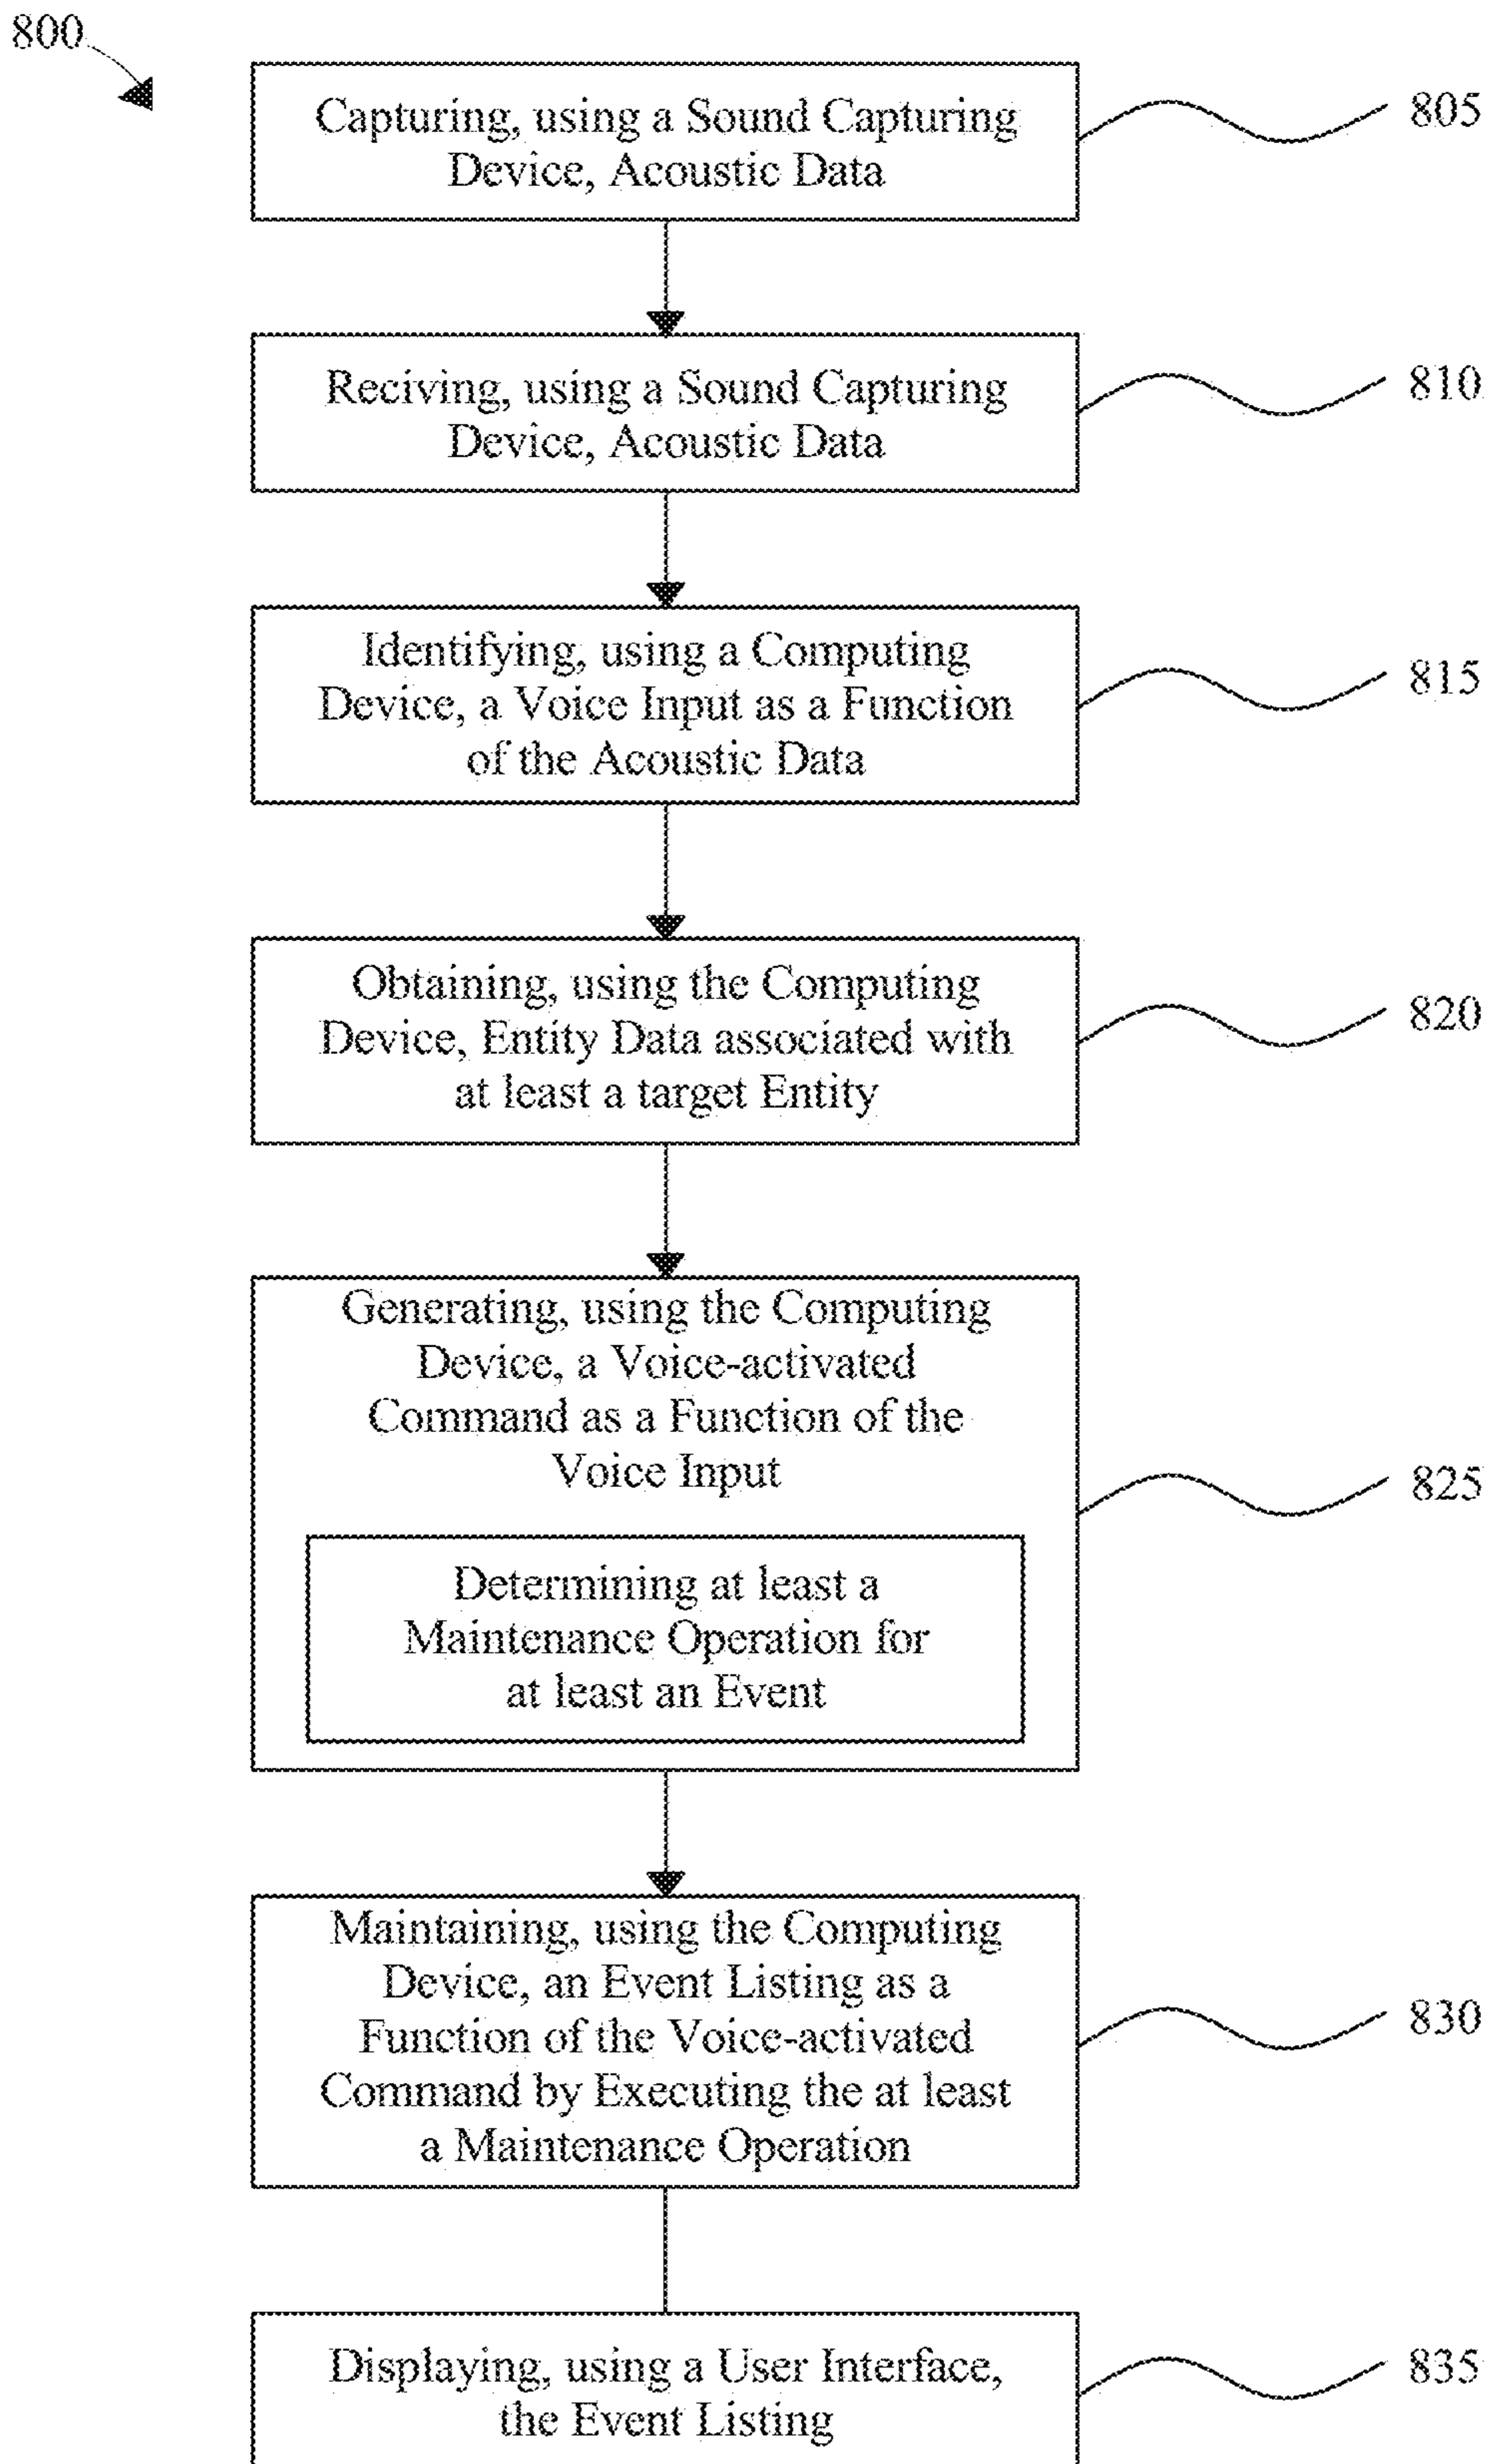 800
Capturing, using a Sound Capturing
Device, Acoustic Data
805
Reciving, using a Sound Capturing
Device, Acoustic Data
810
Identifying, using a Computing
Device, a Voice Input as a Function
of the Acoustic Data
815
Obtaining, using the Computing
Device, Entity Data associated with
at least a target Entity
820
Generating, using the Computing
Device, a Voice-activated
Command as a Function of the
Voice Input
825
Determining at least a
Maintenance Operation for
at least an Event
Maintaining, using the Computing
Device, an Event Listing as a
Function of the Voice-activated
Command by Executing the at least
a Maintenance Operation
830
Displaying, using a User Interface,
the Event Listing
835